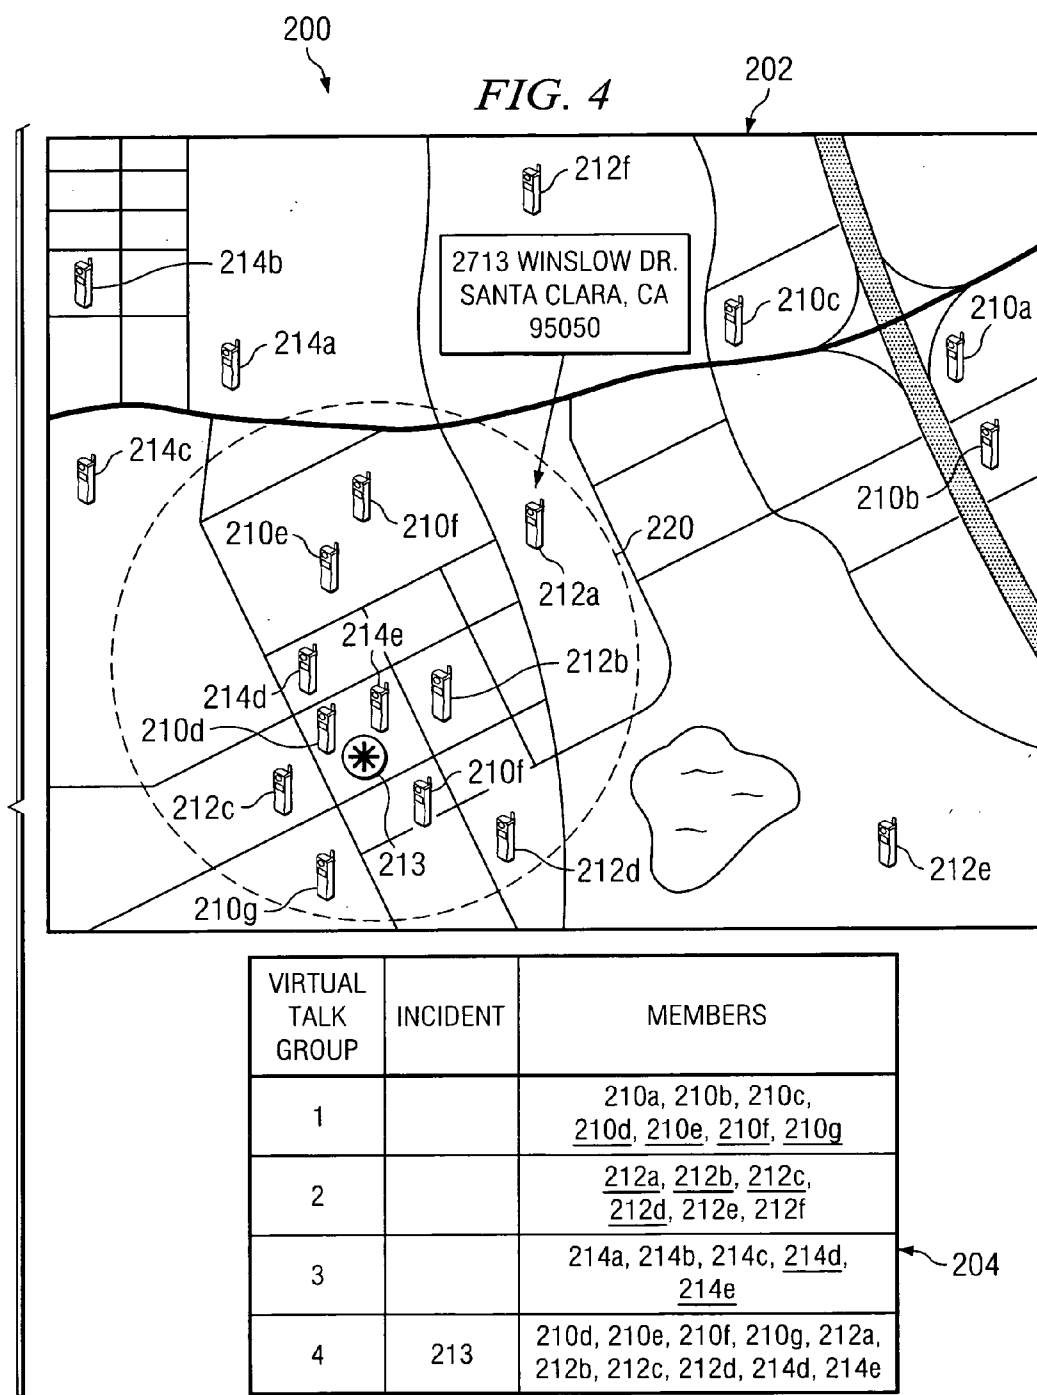 200
FIG. 4
202
212f
214b
2713 WINSLOW DR.
SANTA CLARA, CA
95050
210c
210a
214a
214c
210b
210e
210f
220
212a
214e
214d
212b
210d
212c
210f
213
212d
212e
210g
VIRTUAL TALK GROUP
INCIDENT
MEMBERS
1
210a, 210b, 210c,
210d, 210e, 210f, 210g
2
212a, 212b, 212c,
212d, 212e, 212f
3
214a, 214b, 214c, 214d,
214e
204
4
213
210d, 210e, 210f, 210g, 212a,
212b, 212c, 212d, 214d, 214e